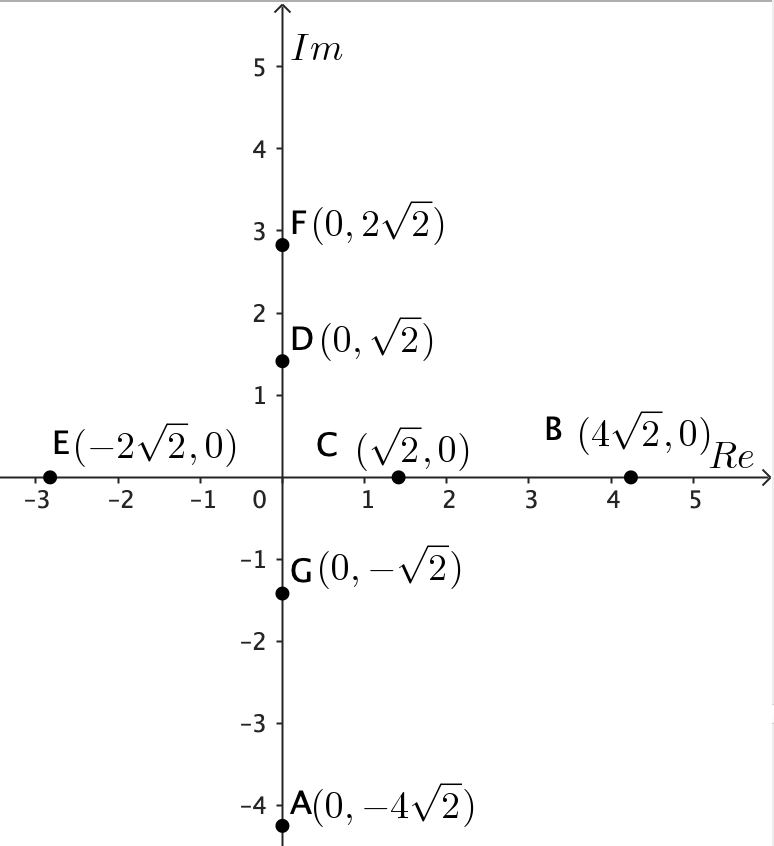 Im
5
4
F(0, 2√2)
3
2
D(0, √2)
1
E(−2√2, 0)
C (√2, 0)
B (4√2, 0)
Re
−3 −2 −1 0 1 2 3 4 5
−1
G(0, −√2)
−2
−3
−4
A(0, −4√2)